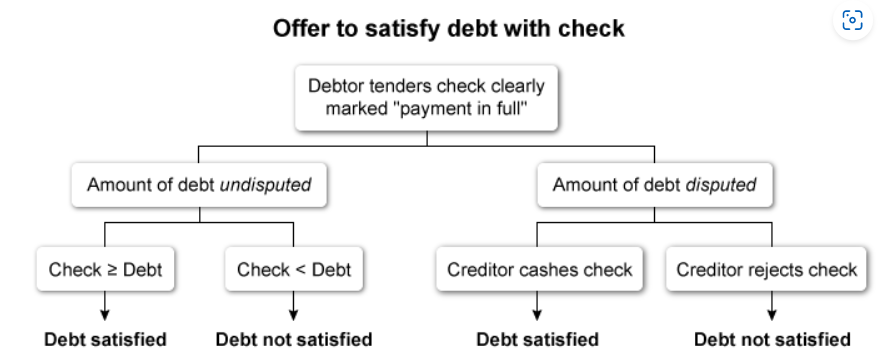 Offer to satisfy debt with check
Debtor tenders check clearly
marked "payment in full"
Amount of debt undisputed
Amount of debt disputed
Check ≥ Debt
Check < Debt
Creditor cashes check
Creditor rejects check
Debt satisfied
Debt not satisfied
Debt satisfied
Debt not satisfied